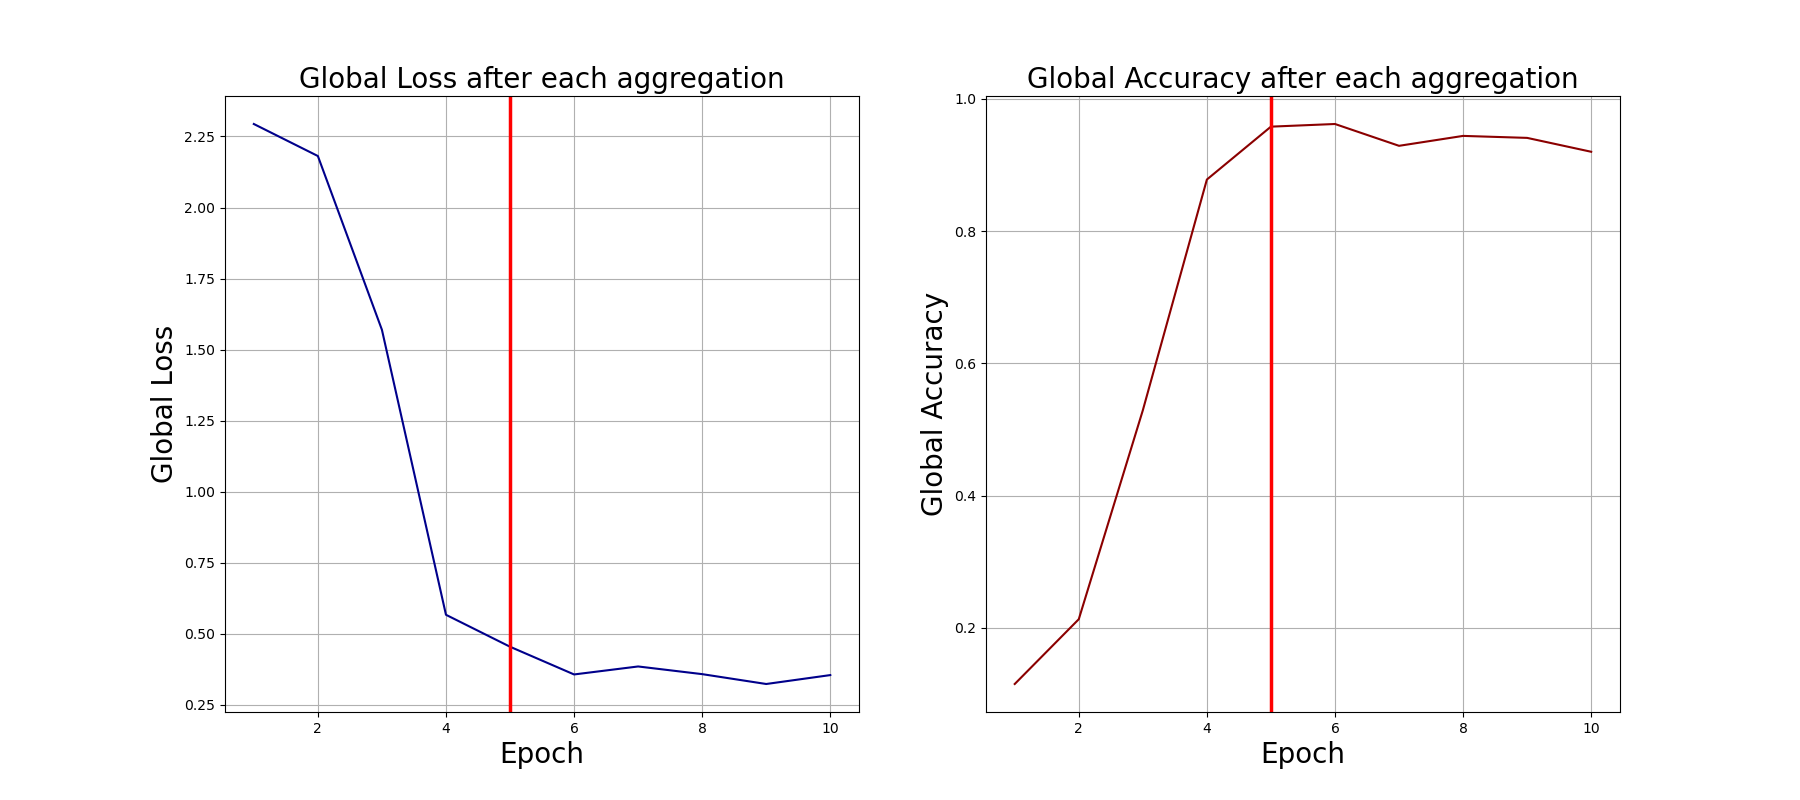 Global Loss after each aggregation
Global Loss
2.25
2.00
1.75
1.50
1.25
1.00
0.75
0.50
0.25
2 4 6 8 10
Epoch
Global Accuracy after each aggregation
Global Accuracy
1.0
0.8
0.6
0.4
0.2
2 4 6 8 10
Epoch